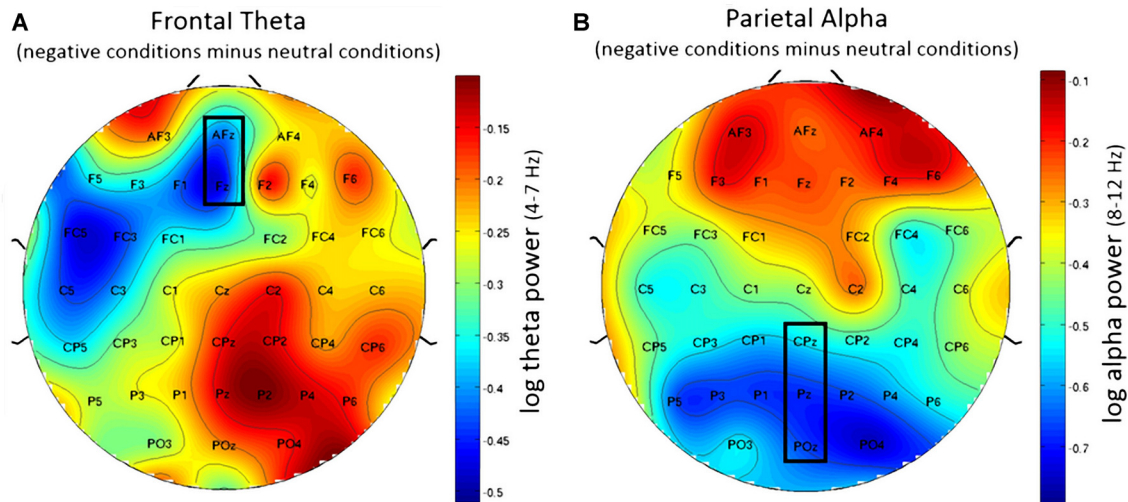 A
Frontal Theta
(negative conditions minus neutral conditions)
AF3 AFz AF4
F5 F3 F1 Fz F2 F4 F6
FC5 FC3 FC1 FC2 FC4 FC6
C5 C3 C1 Cz C2 C4 C6
CP5 CP3 CP1 CPz CP2 CP4 CP6
P5 P3 P1 Pz P2 P4 P6
PO3 POz PO4
-0.15
-0.2
-0.25
-0.3
-0.35
-0.4
-0.45
-0.5
log theta power (4-7 Hz)
B
Parietal Alpha
(negative conditions minus neutral conditions)
AF3 AFz AF4
F5 F3 F1 Fz F2 F4 F6
FC5 FC3 FC1 FC2 FC4 FC6
C5 C3 C1 Cz C2 C4 C6
CP5 CP3 CP1 CPz CP2 CP4 CP6
P5 P3 P1 Pz P2 P4 P6
PO3 POz PO4
-0.1
-0.2
-0.3
-0.4
-0.5
-0.6
-0.7
log alpha power (8-12 Hz)